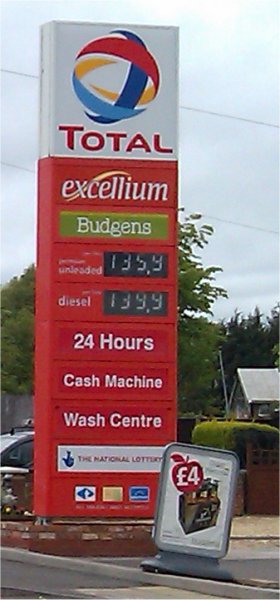 TOTAL
excellium
Budgens
premium
unleaded 135.9
diesel 139.9
24 Hours
Cash Machine
Wash Centre
THE NATIONAL LOTTERY
£4